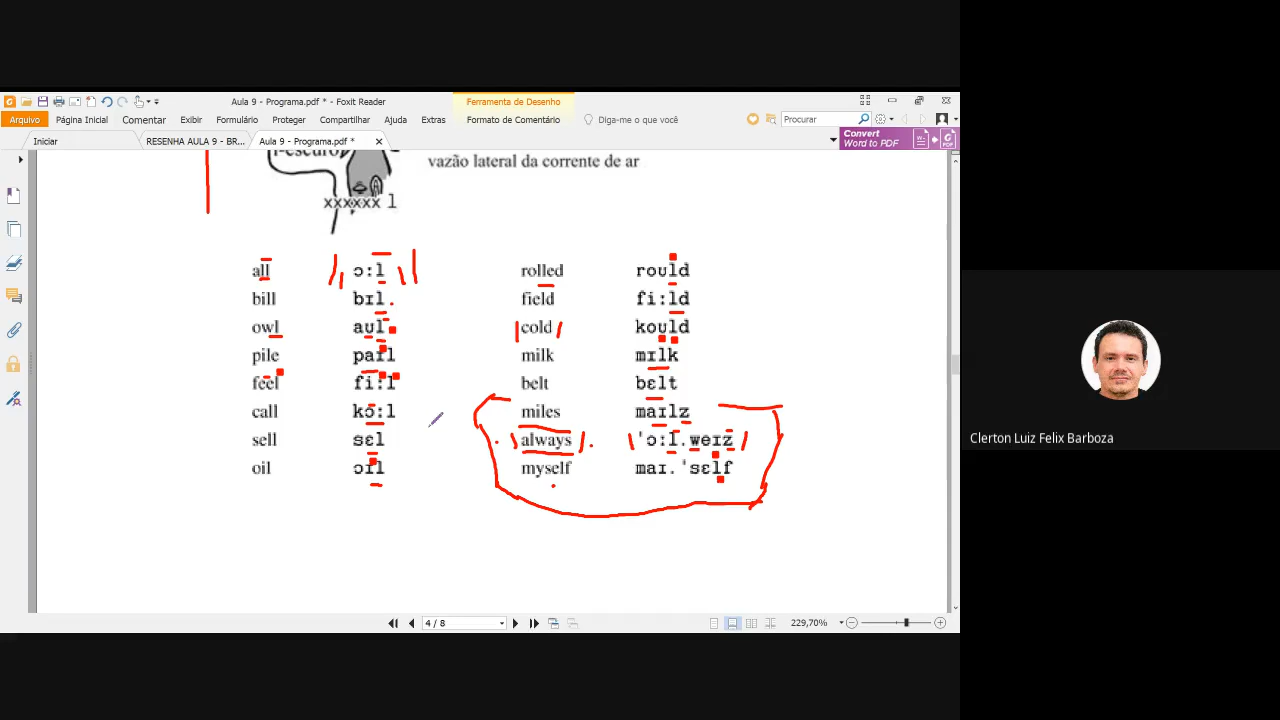 Aula 9 - Programa.pdf * - Foxit Reader
Ferramenta de Desenho
Arquivo Página Inicial Comentar Exibir Formulário Proteger Compartilhar Ajuda Extras Formato de Comentário Diga-me o que você
Procurar
Iniciar RESENHA AULA 9 - BR... Aula 9 - Programa.pdf *
Convert
Word to PDF
l-escuro
vazão lateral da corrente de ar
xxxxxx l
all ɔːl rolled roʊld
bill bɪl field fiːld
owl aʊl cold koʊld
pile paɪl milk mɪlk
feel fiːl belt bɛlt
call kɔːl miles maɪlz
sell sɛl always ˈɔːl.weɪz
oil ɔɪl myself maɪ.ˈsɛlf
4 / 8
229,70%
Clerton Luiz Felix Barboza